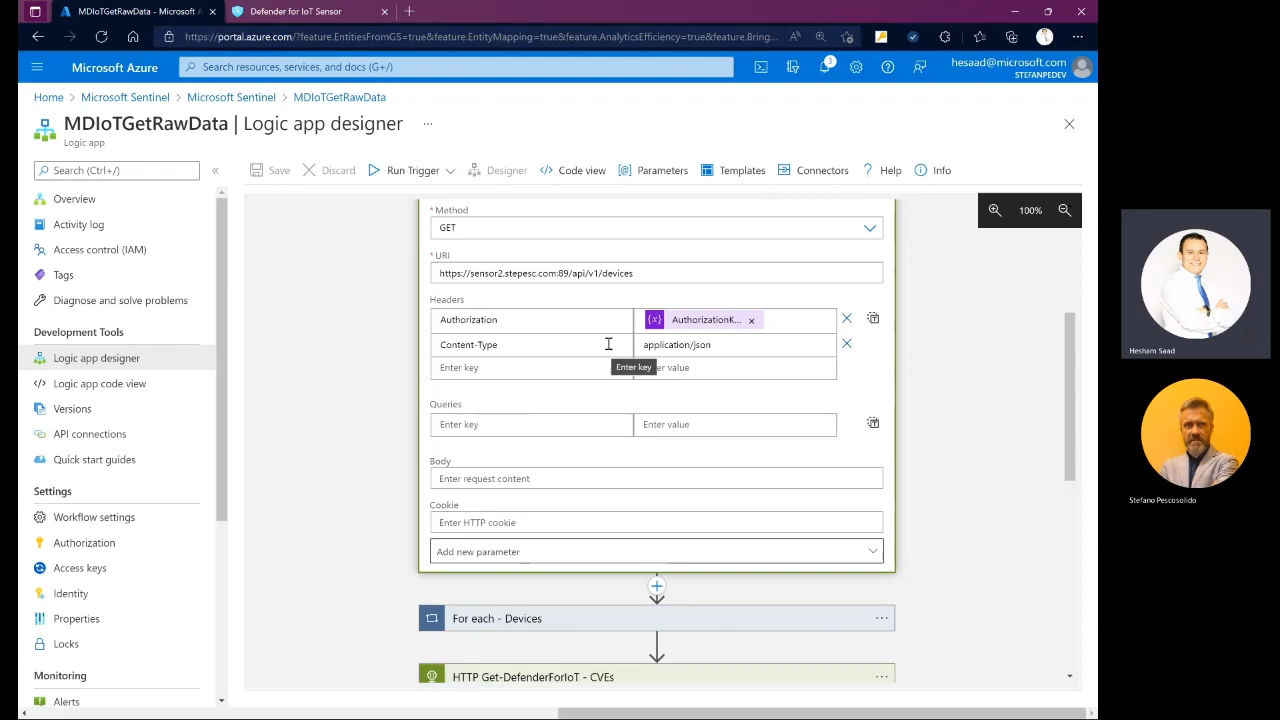 MDIoTGetRawData - Microsoft A
Defender for IoT Sensor
https://portal.azure.com/?feature.EntitiesFromGS=true&feature.EntityMapping=true&feature.AnalyticsEfficiency=true&feature.Bring...
Microsoft Azure
Search resources, services, and docs (G+/)
3
hesaad@microsoft.com
STEFANPEDEV
Home > Microsoft Sentinel > Microsoft Sentinel > MDIoTGetRawData
MDIoTGetRawData | Logic app designer ...
Logic app
Search (Ctrl+/)
Save
Discard
Run Trigger
Designer
Code view
Parameters
Templates
Connectors
Help
Info
Overview
Activity log
Access control (IAM)
Tags
Diagnose and solve problems
Development Tools
Logic app designer
Logic app code view
Versions
API connections
Quick start guides
Settings
Workflow settings
Authorization
Access keys
Identity
Properties
Locks
Monitoring
Alerts
100%
* Method
GET
* URI
https://sensor2.stepesc.com:89/api/v1/devices
Headers
Authorization
AuthorizationK... ×
Content-Type
application/json
Enter key
Enter key
er value
Queries
Enter key
Enter value
Body
Enter request content
Cookie
Enter HTTP cookie
Add new parameter
For each - Devices
HTTP Get-DefenderForIoT - CVEs
Hesham Saad
Stefano Pescosolido